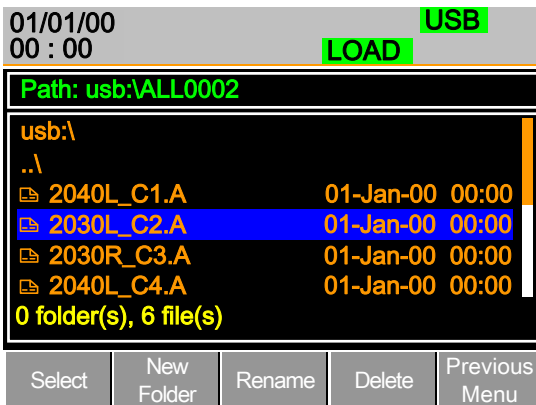 01/01/00 USB
00 : 00 LOAD
Path: usb:\ALL0002
usb:\
..\
2040L_C1.A 01-Jan-00 00:00
2030L_C2.A 01-Jan-00 00:00
2030R_C3.A 01-Jan-00 00:00
2040L_C4.A 01-Jan-00 00:00
0 folder(s), 6 file(s)
Select New Folder Rename Delete Previous Menu